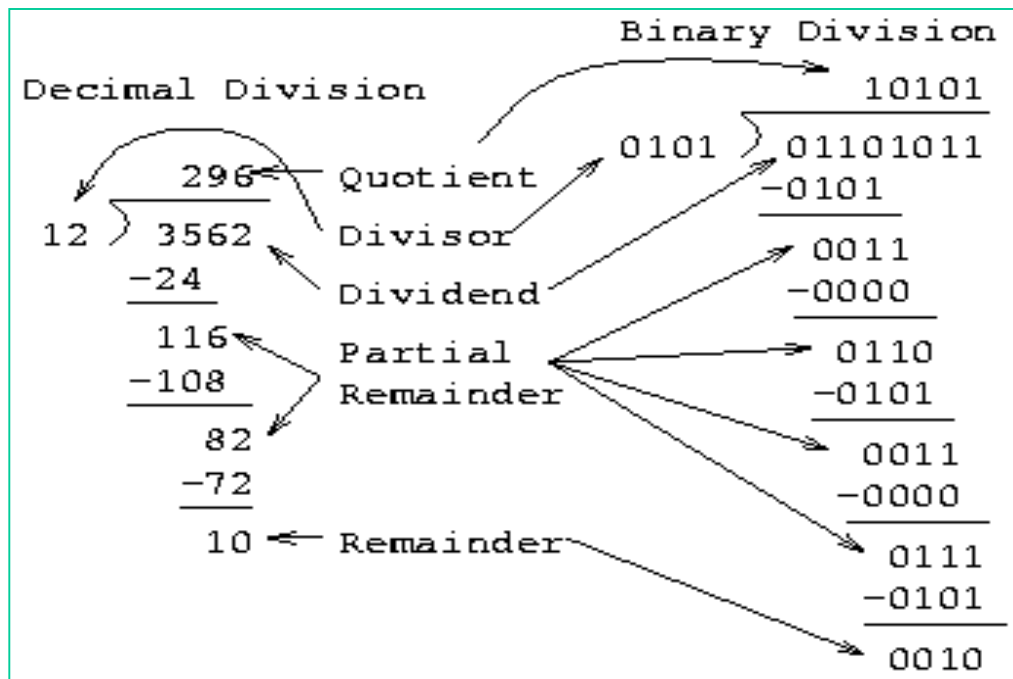 Binary Division
Decimal Division
10101
0101 01101011
296 Quotient
-0101
12 3562 Divisor
0011
-24 Dividend
-0000
116 Partial
0110
-108 Remainder
-0101
82
0011
-72
-0000
10 Remainder
0111
-0101
0010